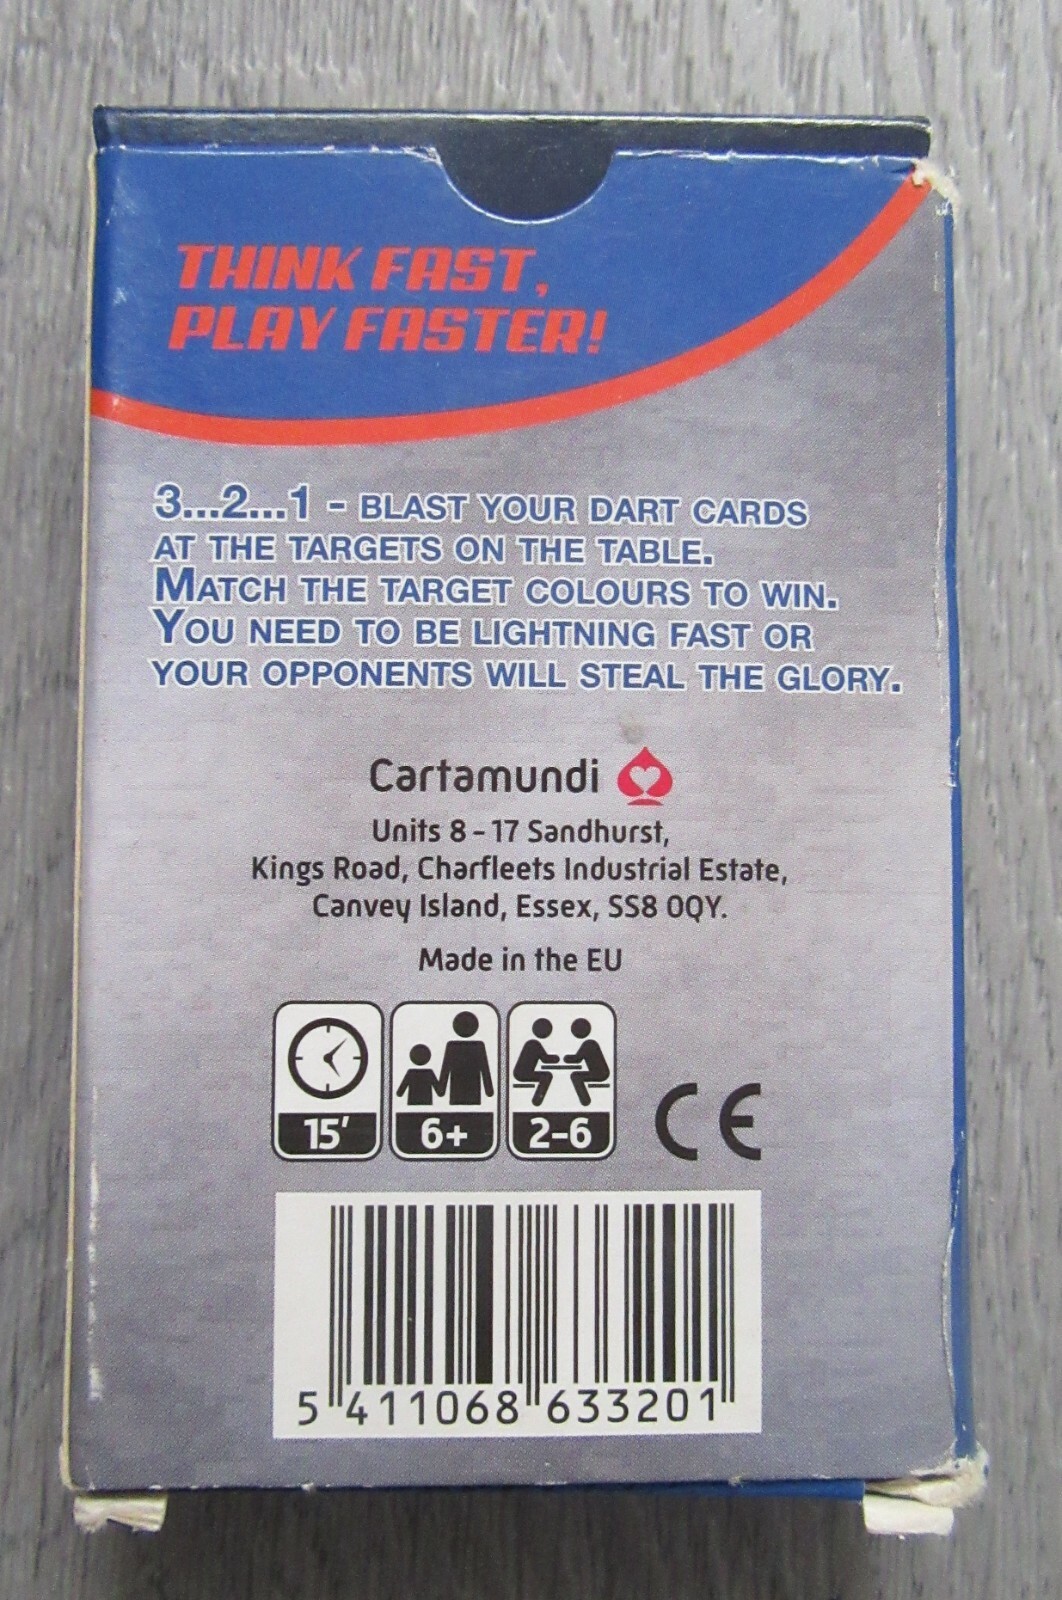 THINK FAST,
PLAY FASTER!
3...2...1 - BLAST YOUR DART CARDS
AT THE TARGETS ON THE TABLE.
MATCH THE TARGET COLOURS TO WIN.
YOU NEED TO BE LIGHTNING FAST OR
YOUR OPPONENTS WILL STEAL THE GLORY.
Cartamundi
Units 8 - 17 Sandhurst,
Kings Road, Charfleets Industrial Estate,
Canvey Island, Essex, SS8 0QY.
Made in the EU
15' 6+ 2-6 CE
5 411068 633201